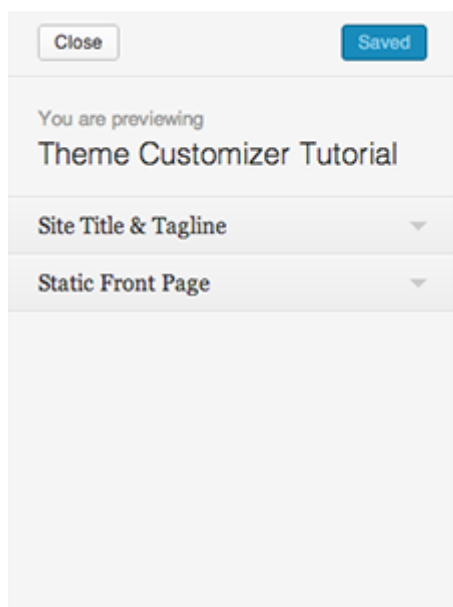 Close
Saved
You are previewing
Theme Customizer Tutorial
Site Title & Tagline
Static Front Page